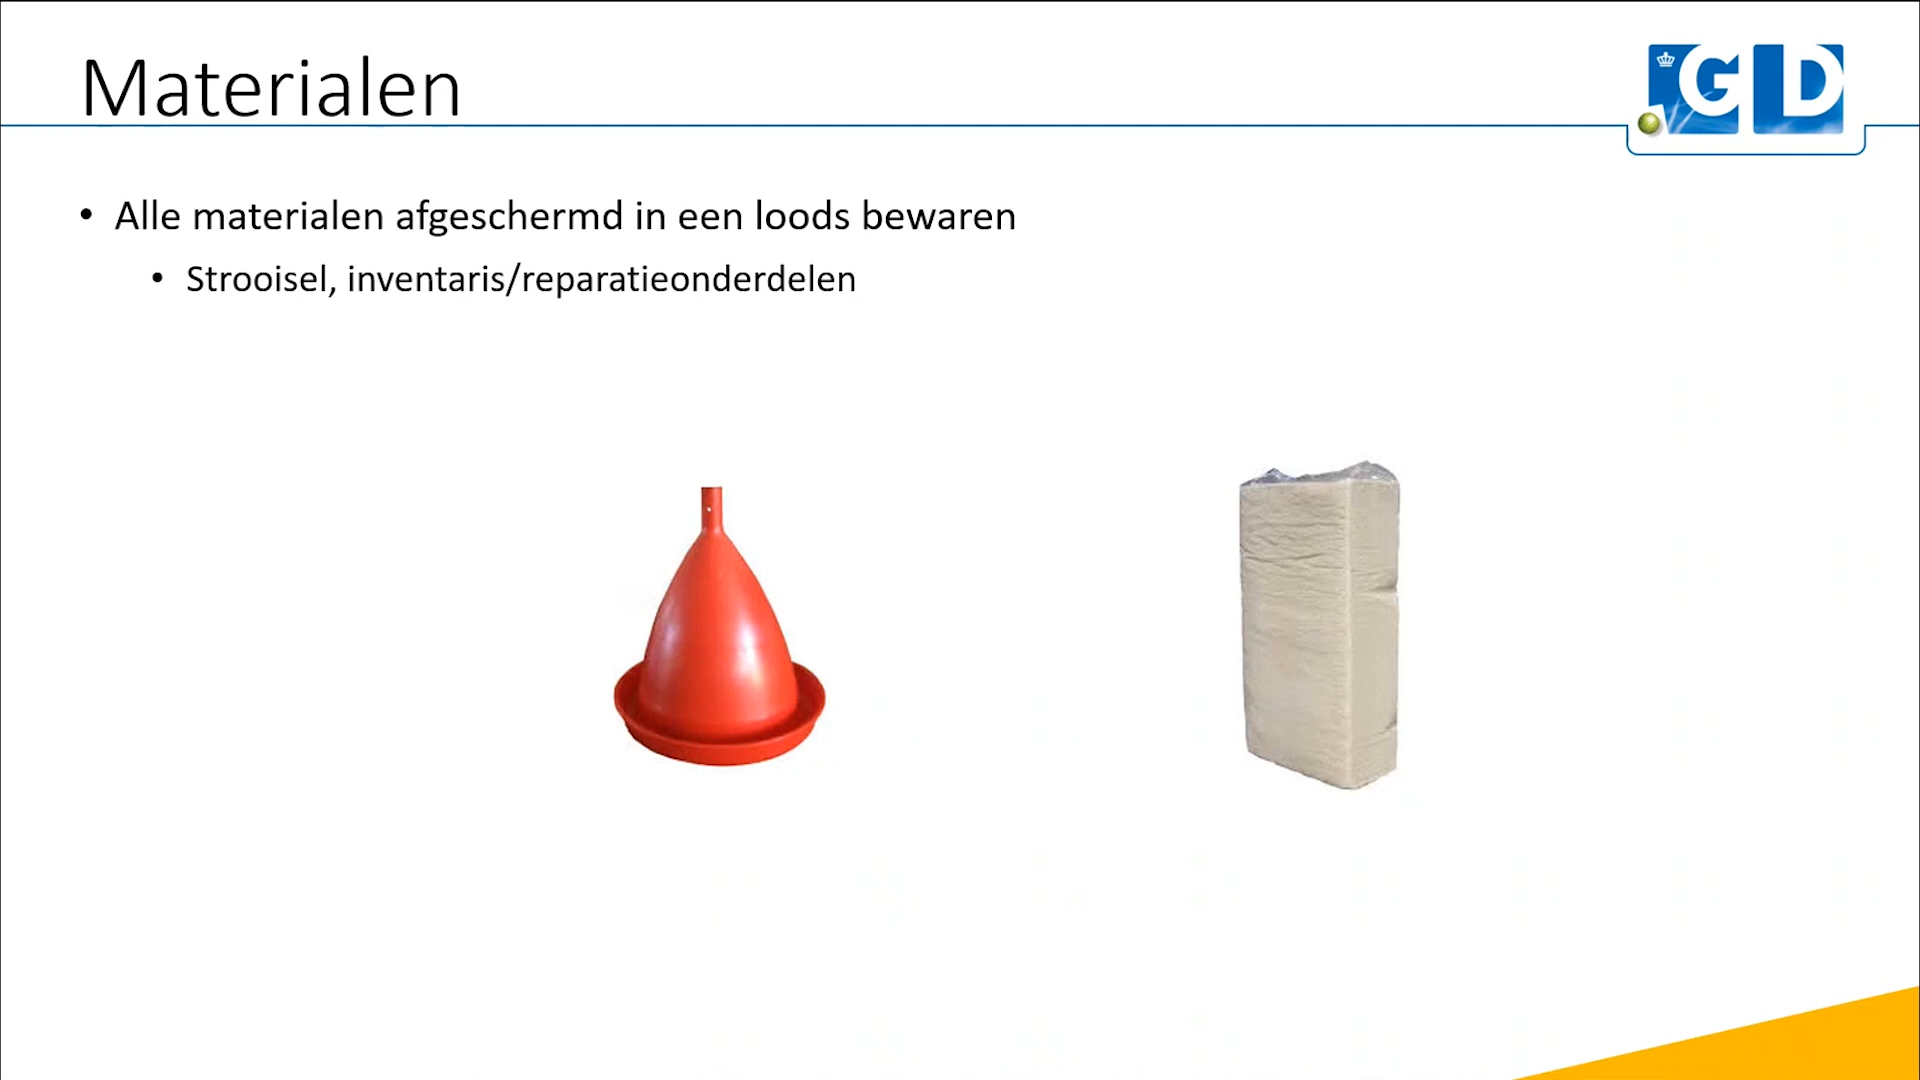 Materialen
GD
• Alle materialen afgeschermd in een loods bewaren
• Strooisel, inventaris/reparatieonderdelen